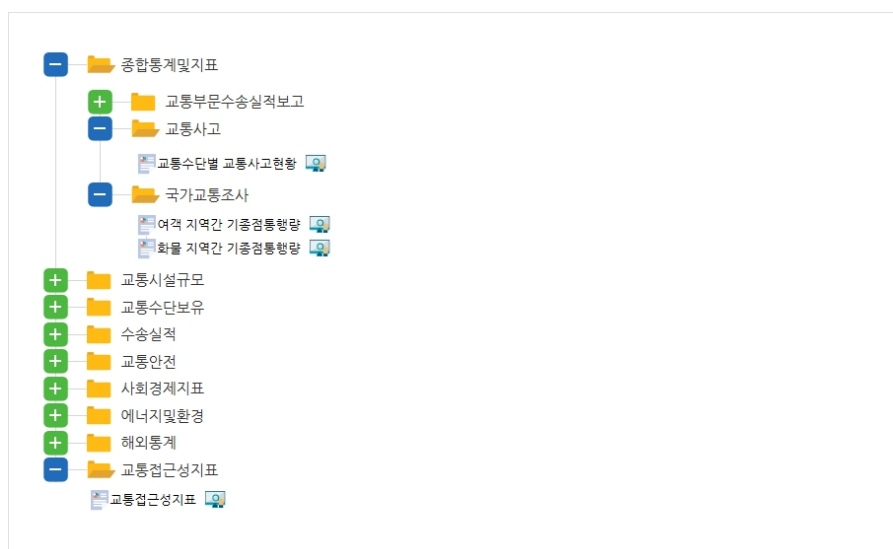 종합통계및지표
교통부문수송실적보고
교통사고
교통수단별 교통사고현황
국가교통조사
여객 지역간 기종점통행량
화물 지역간 기종점통행량
교통시설규모
교통수단보유
수송실적
교통안전
사회경제지표
에너지및환경
해외통계
교통접근성지표
교통접근성지표